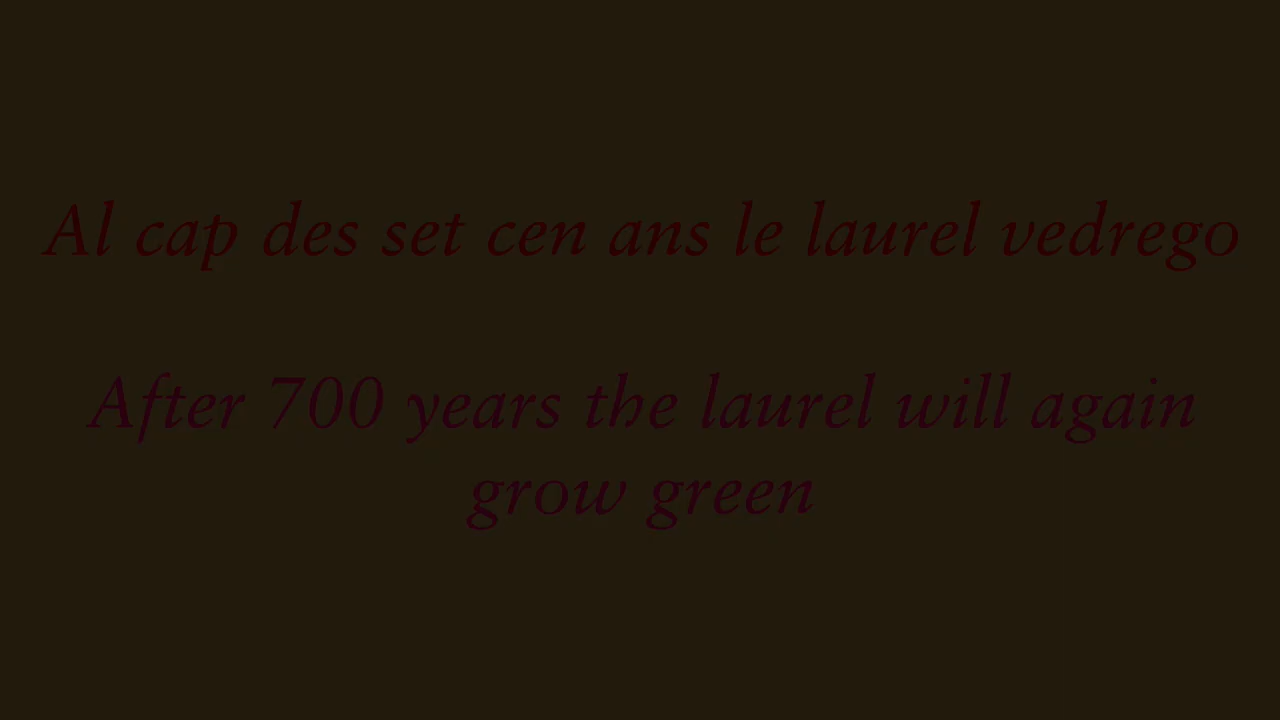 Al cap des set cen ans le laurel vedrego
After 700 years the laurel will again
grow green